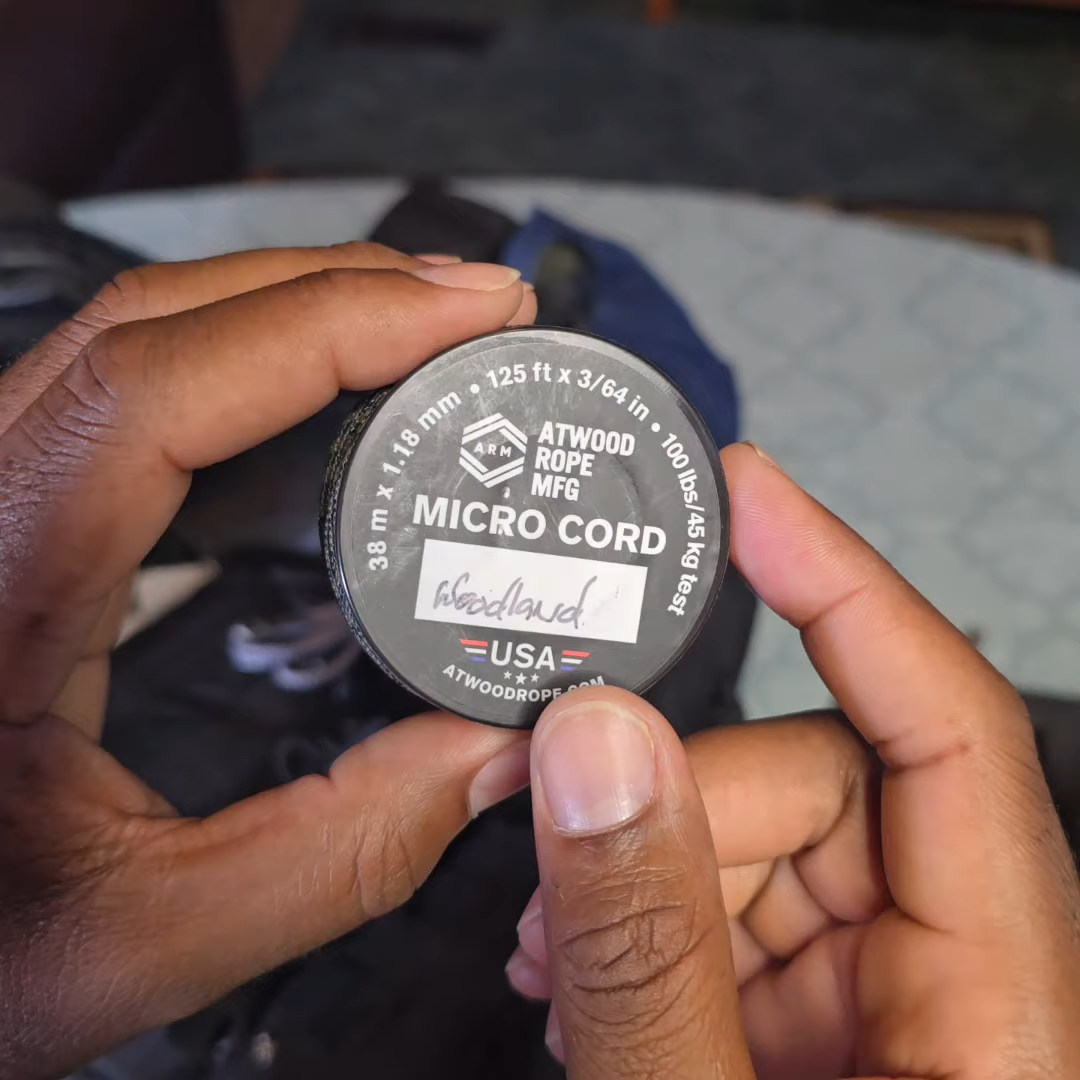 38 m x 1.18 mm • 125 ft x 3/64 in • 100 lbs/45 kg test
ARM
ATWOOD
ROPE
MFG
MICRO CORD
Woodland
USA
ATWOODROPE.COM